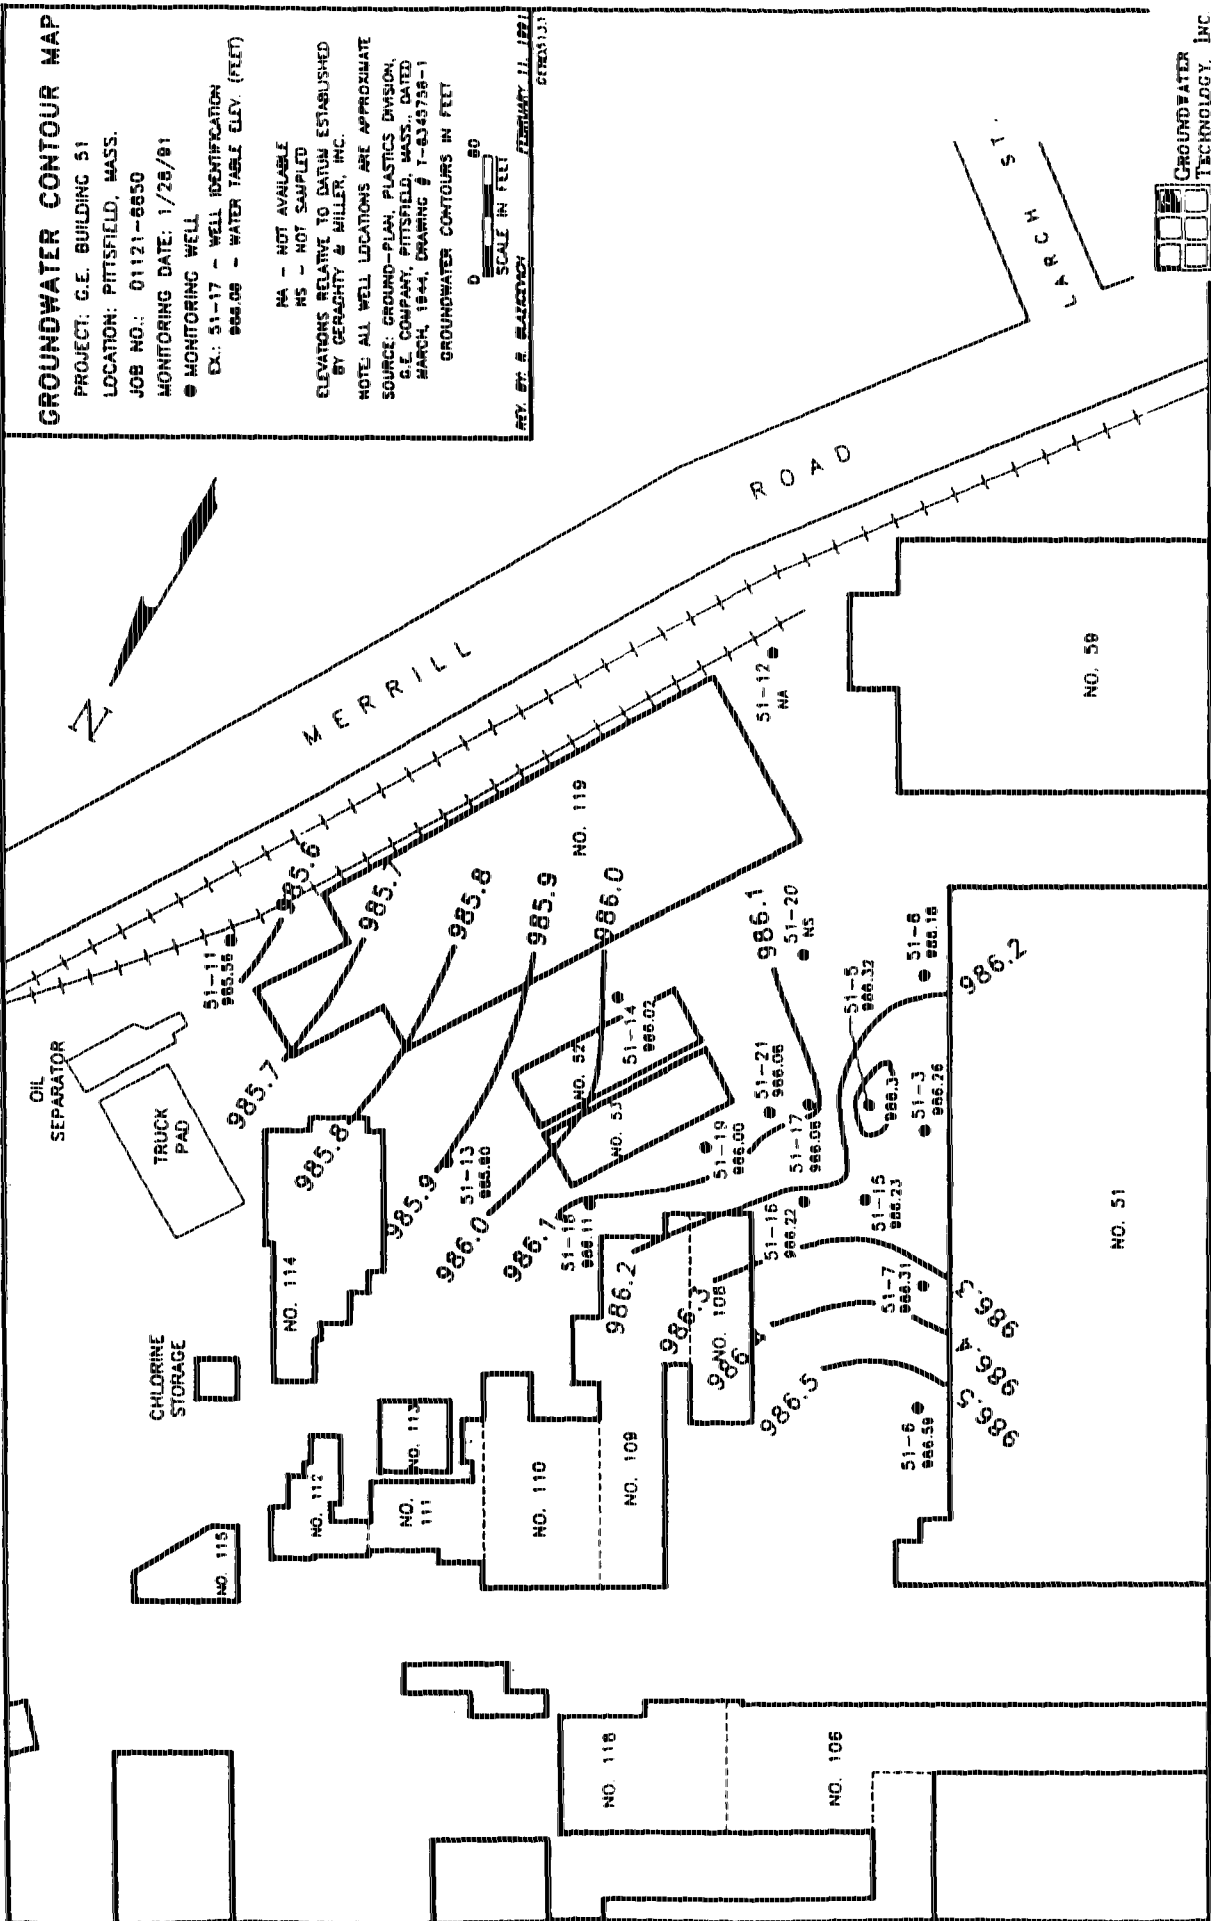 GROUNDWATER CONTOUR MAP
PROJECT: G.E. BUILDING 51
LOCATION: PITTSFIELD, MASS.
JOB NO.: 01121-6650
MONITORING DATE: 1/28/91
MONITORING WELL
EX.: 51-17 - WELL IDENTIFICATION
986.06 - WATER TABLE ELEV. (FEET)
NA - NOT AVAILABLE
NS - NOT SAMPLED
ELEVATIONS RELATIVE TO DATUM ESTABLISHED
BY GERAGHTY & MILLER, INC.
NOTE: ALL WELL LOCATIONS ARE APPROXIMATE
SOURCE: GROUND-PLAN, PLASTICS DIVISION,
G.E. COMPANY, PITTSFIELD, MASS., DATED
MARCH, 1944, DRAWING #
GROUNDWATER CONTOURS IN FEET
0 80
SCALE IN FEET
REV. BY: R.
FEBRUARY 11, 1991
GROUNDWATER
TECHNOLOGY, INC.
N
MERRILL ROAD
LARCH ST.
OIL
SEPARATOR
TRUCK
PAD
CHLORINE
STORAGE
NO. 115
NO. 114
NO. 112
NO. 113
NO.
111
NO. 110
NO. 109
NO. 108
NO. 118
NO. 106
NO. 119
NO. 52
NO. 53
NO. 59
NO. 51
51-11
985.56
51-13
985.90
51-14
986.02
51-18
986.11
51-19
986.00
51-21
986.06
51-17
986.06
51-20
NS
51-12
NA
51-16
986.22
51-15
986.23
51-5
986.32
51-8
986.18
51-3
986.26
51-7
986.31
51-6
986.59
985.6
985.7
985.8
985.9
986.0
986.1
985.7
985.8
985.9
986.0
986.1
986.2
986.3
986.5
986.3
986.2
986.3
986.4
986.5